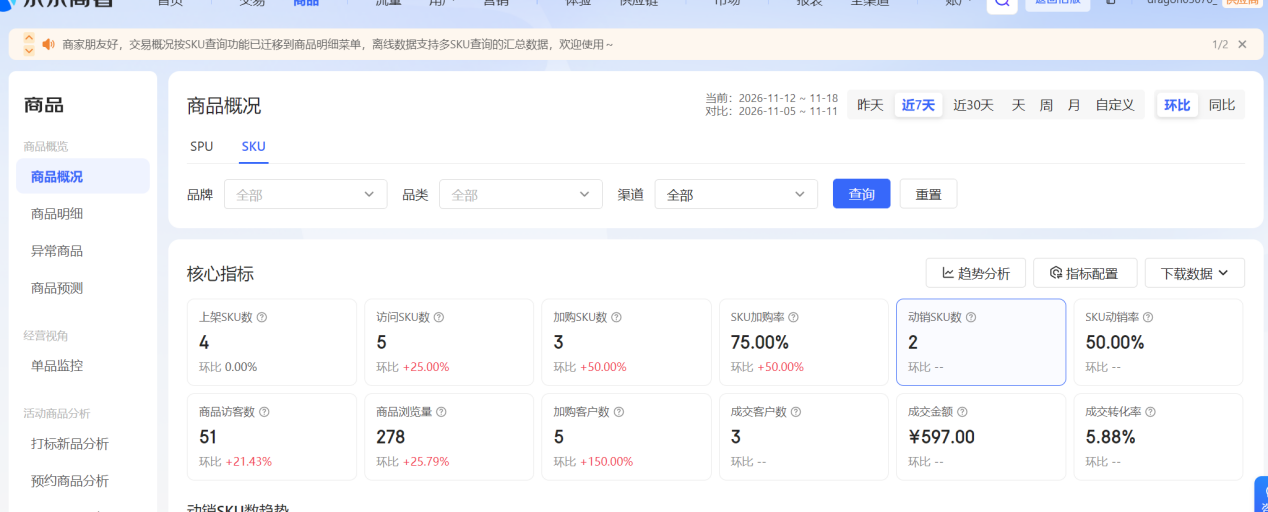 首页 交易 商品 流量 用户 营销 体验 供应链 市场 报表 全渠道 账户 返回旧版
商家朋友好，交易概况按SKU查询功能已迁移到商品明细菜单，离线数据支持多SKU查询的汇总数据，欢迎使用～ 1/2
商品
商品概览
商品概况
商品明细
异常商品
商品预测
经营视角
单品监控
活动商品分析
打标新品分析
预约商品分析
商品概况
当前： 2026-11-12 ~ 11-18
对比： 2026-11-05 ~ 11-11
昨天 近7天 近30天 天 周 月 自定义 环比 同比
SPU SKU
品牌 全部 品类 全部 渠道 全部 查询 重置
核心指标 趋势分析 指标配置 下载数据
上架SKU数 访问SKU数 加购SKU数 SKU加购率 动销SKU数 SKU动销率
4 5 3 75.00% 2 50.00%
环比 0.00% 环比 +25.00% 环比 +50.00% 环比 +50.00% 环比 -- 环比 --
商品访客数 商品浏览量 加购客户数 成交客户数 成交金额 成交转化率
51 278 5 3 ¥597.00 5.88%
环比 +21.43% 环比 +25.79% 环比 +150.00% 环比 -- 环比 -- 环比 --
动销SKU数趋势